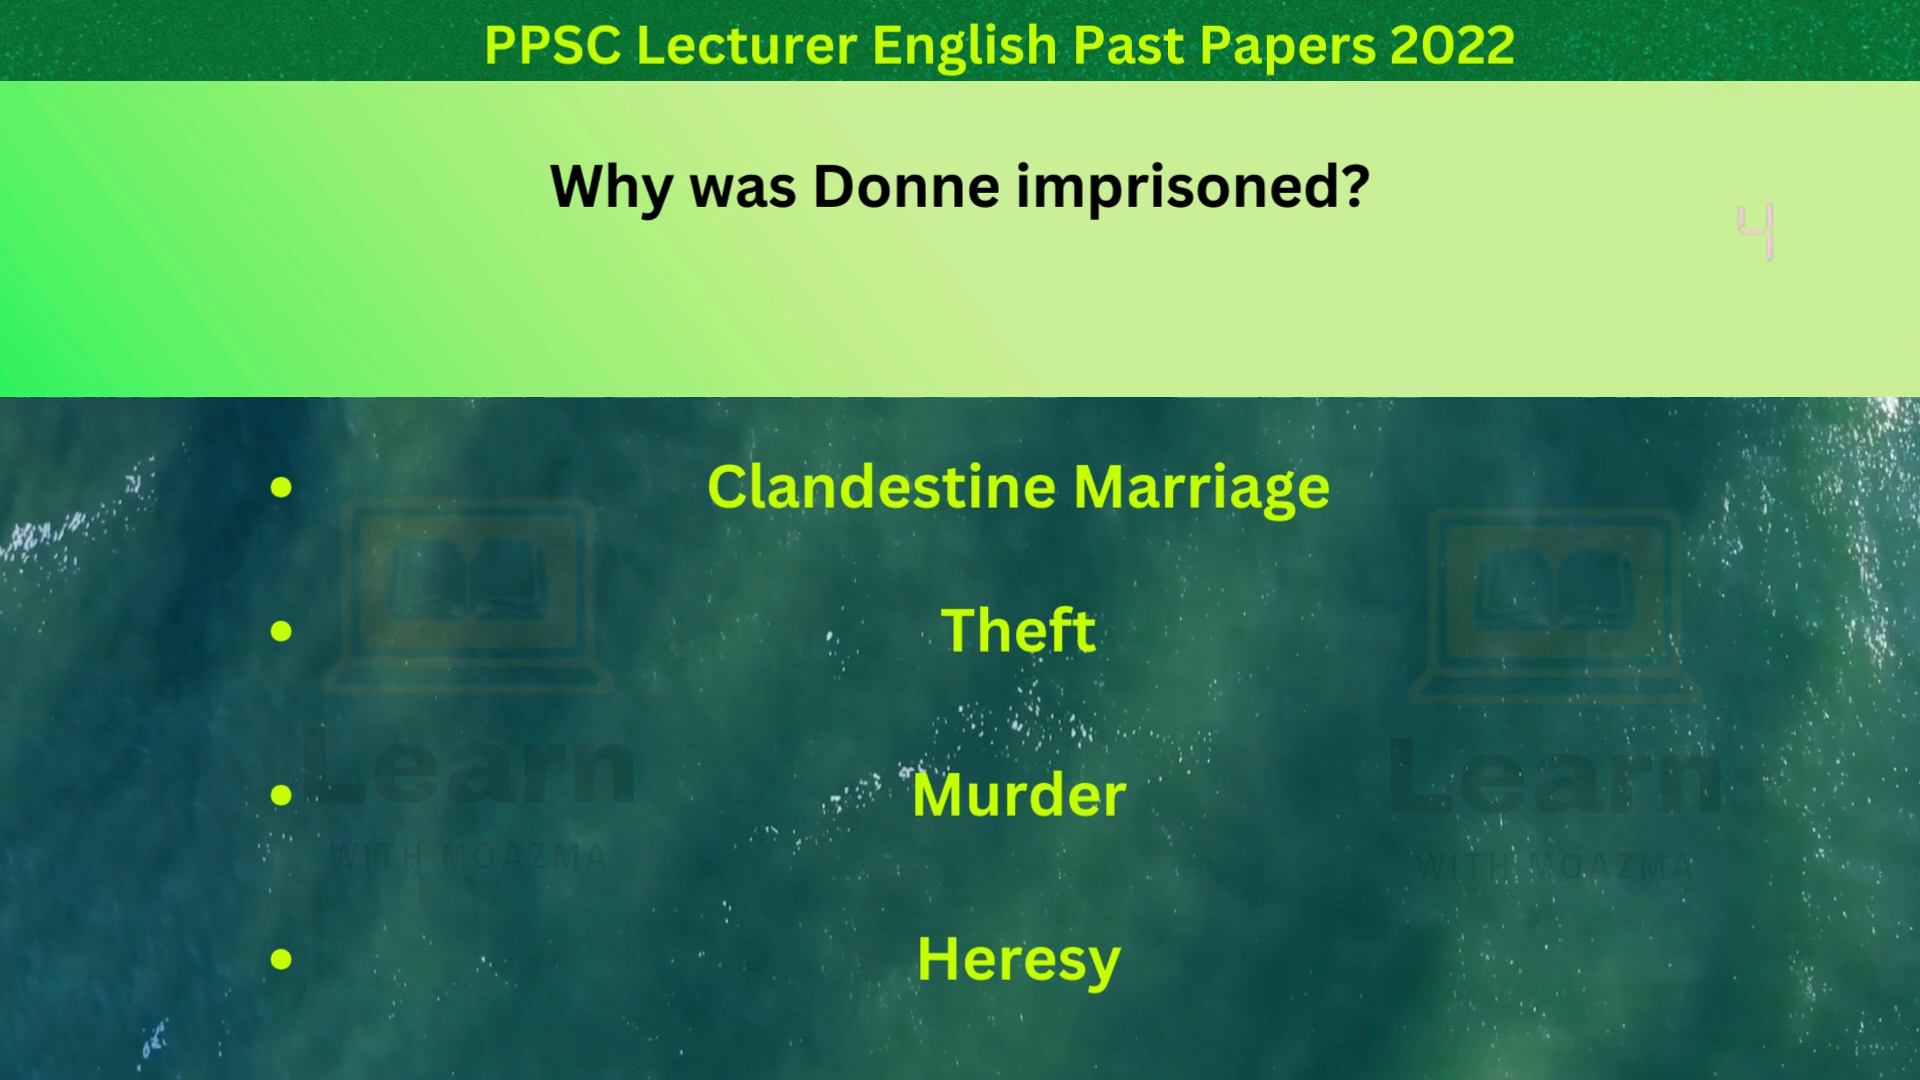 PPSC Lecturer English Past Papers 2022
Why was Donne imprisoned?
4
• Clandestine Marriage
• Theft
• Murder
• Heresy
Learn
WITH MOAZMA
Learn
WITH MOAZMA